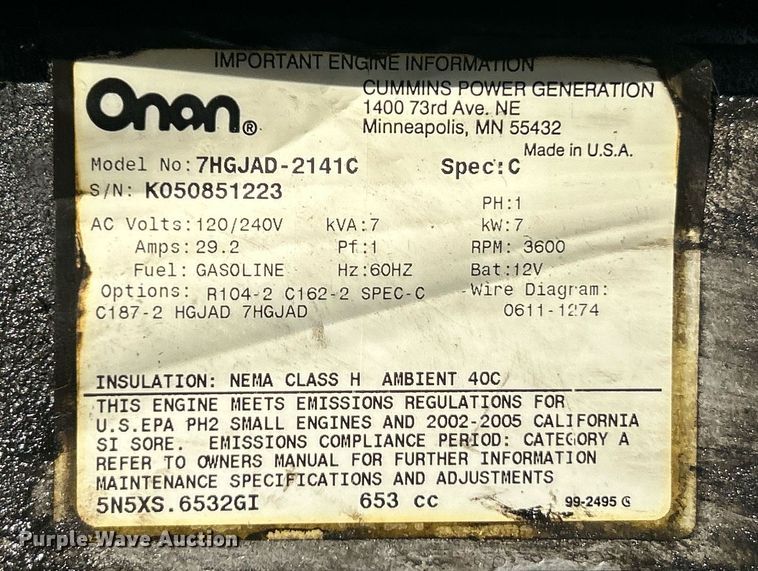 IMPORTANT ENGINE INFORMATION
Onan®
CUMMINS POWER GENERATION
1400 73rd Ave. NE
Minneapolis, MN 55432
Made in U.S.A.
Model No: 7HGJAD-2141C Spec: C
S/N: K050851223
PH: 1
AC Volts: 120/240V kVA: 7 kW: 7
Amps: 29.2 Pf: 1 RPM: 3600
Fuel: GASOLINE Hz: 60HZ Bat: 12V
Options: R104-2 C162-2 SPEC-C Wire Diagram:
C187-2 HGJAD 7HGJAD 0611-1274
INSULATION: NEMA CLASS H AMBIENT 40C
THIS ENGINE MEETS EMISSIONS REGULATIONS FOR
U.S.EPA PH2 SMALL ENGINES AND 2002-2005 CALIFORNIA
SI SORE. EMISSIONS COMPLIANCE PERIOD: CATEGORY A
REFER TO OWNERS MANUAL FOR FURTHER INFORMATION
MAINTENANCE SPECIFICATIONS AND ADJUSTMENTS
5N5XS.6532GI 653 CC 99-2495
Purple Wave Auction